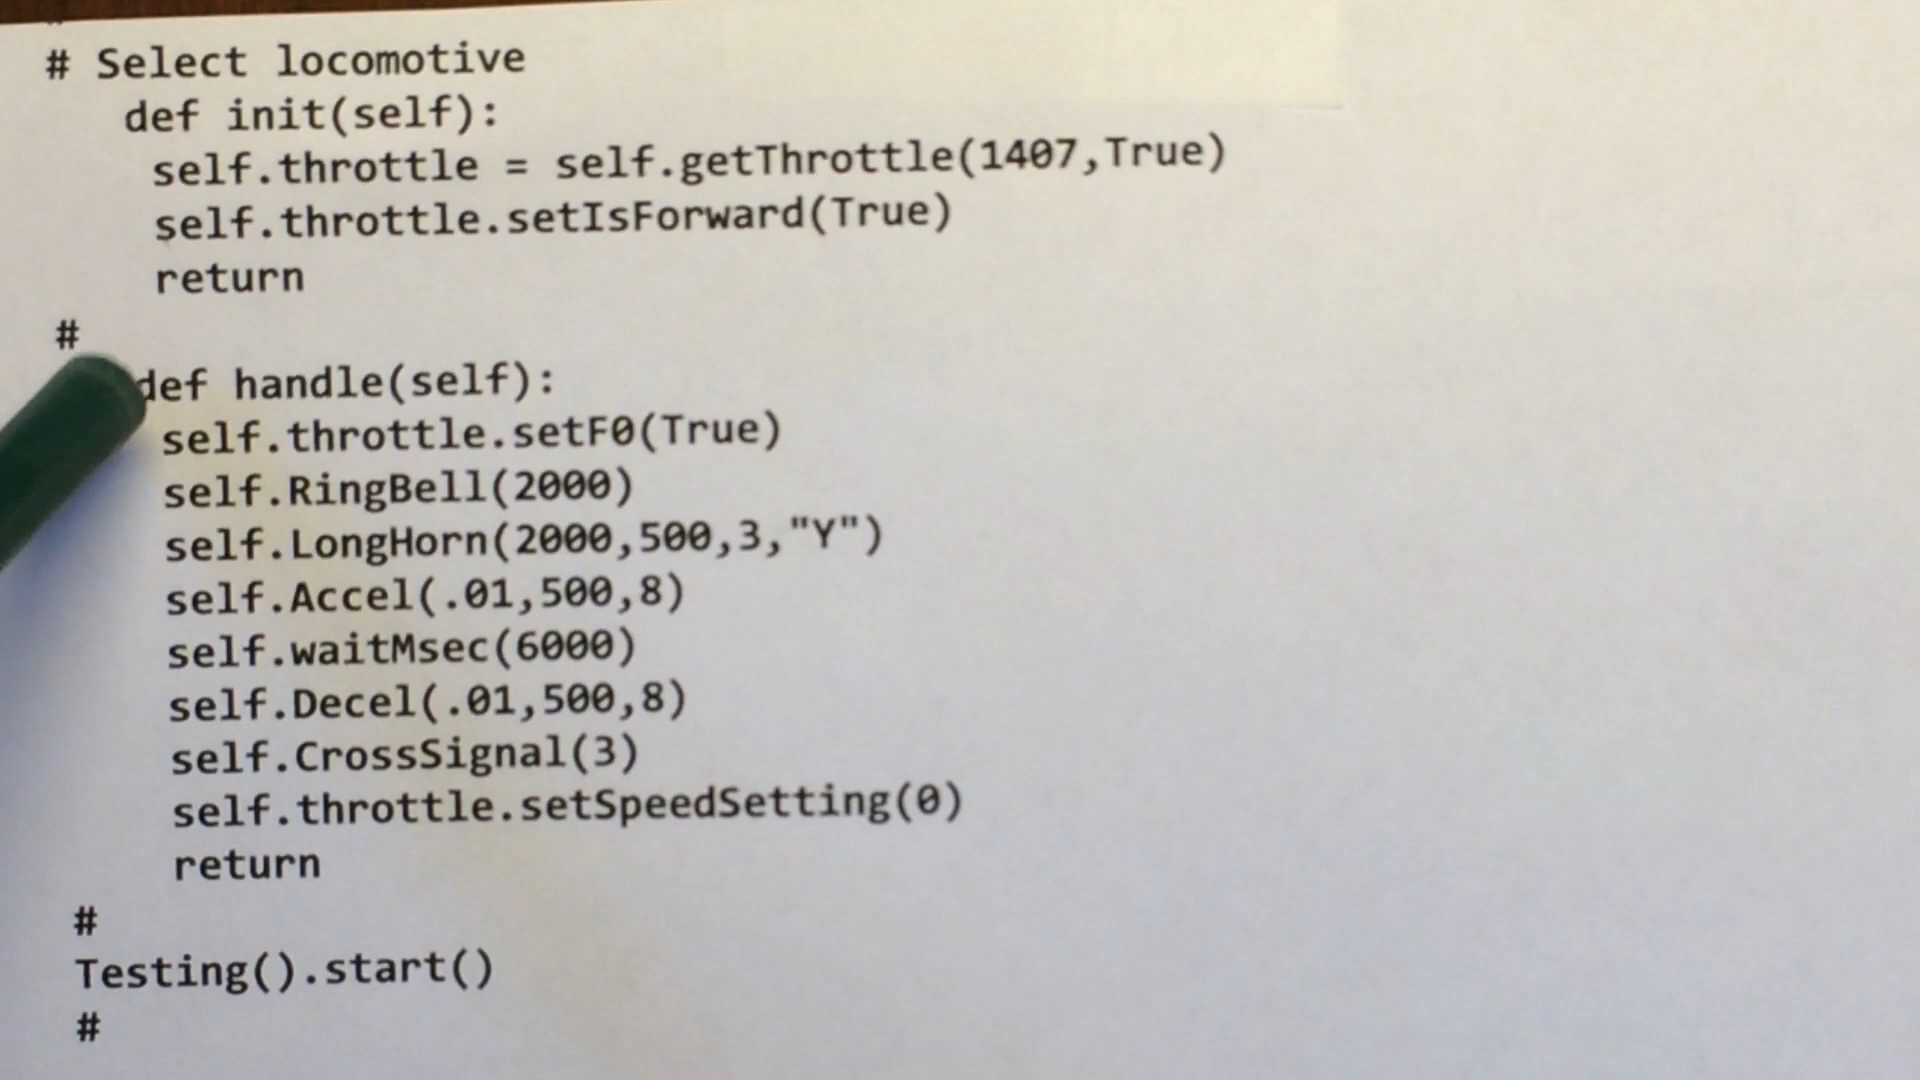 # Select locomotive
def init(self):
self.throttle = self.getThrottle(1407,True)
self.throttle.setIsForward(True)
return
#
def handle(self):
self.throttle.setF0(True)
self.RingBell(2000)
self.LongHorn(2000,500,3,"Y")
self.Accel(.01,500,8)
self.waitMsec(6000)
self.Decel(.01,500,8)
self.CrossSignal(3)
self.throttle.setSpeedSetting(0)
return
#
Testing().start()
#